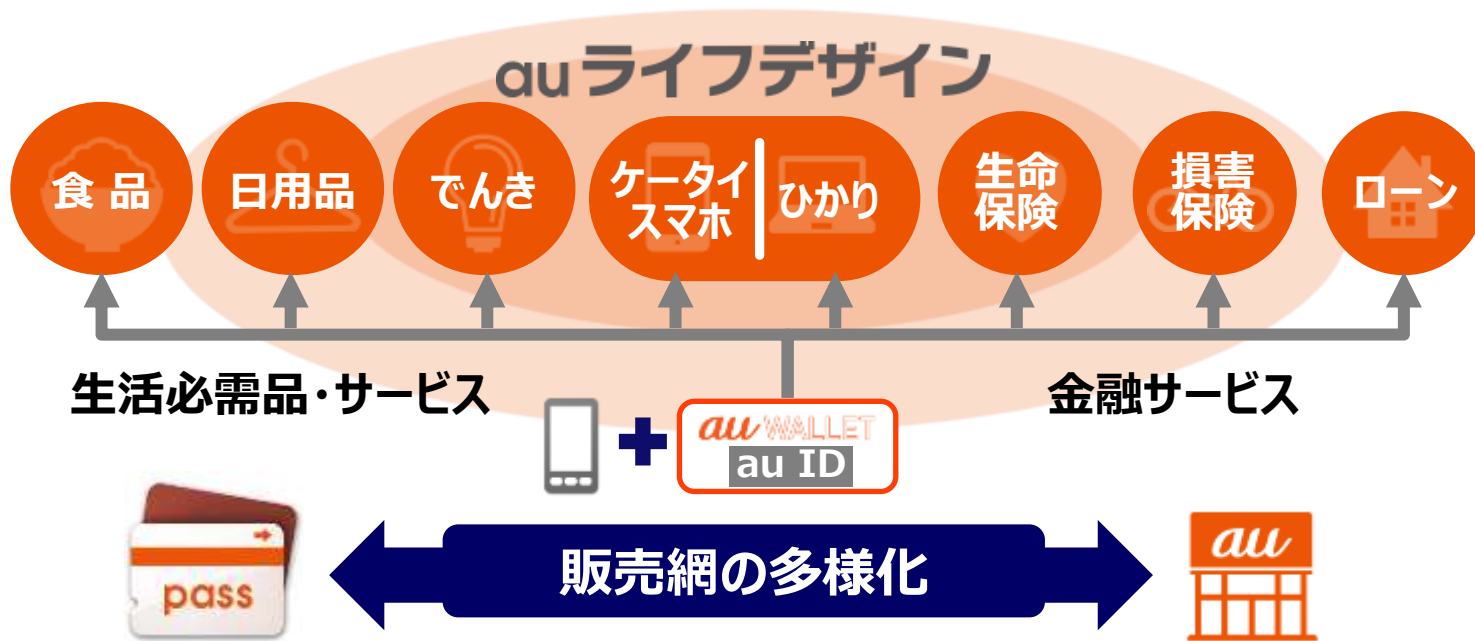 au ライフデザイン
食 品
日用品
でんき
ケータイ
スマホ
ひかり
生命
保険
損害
保険
ローン
生活必需品・サービス
金融サービス
au WALLET
au ID
pass
販売網の多様化
au